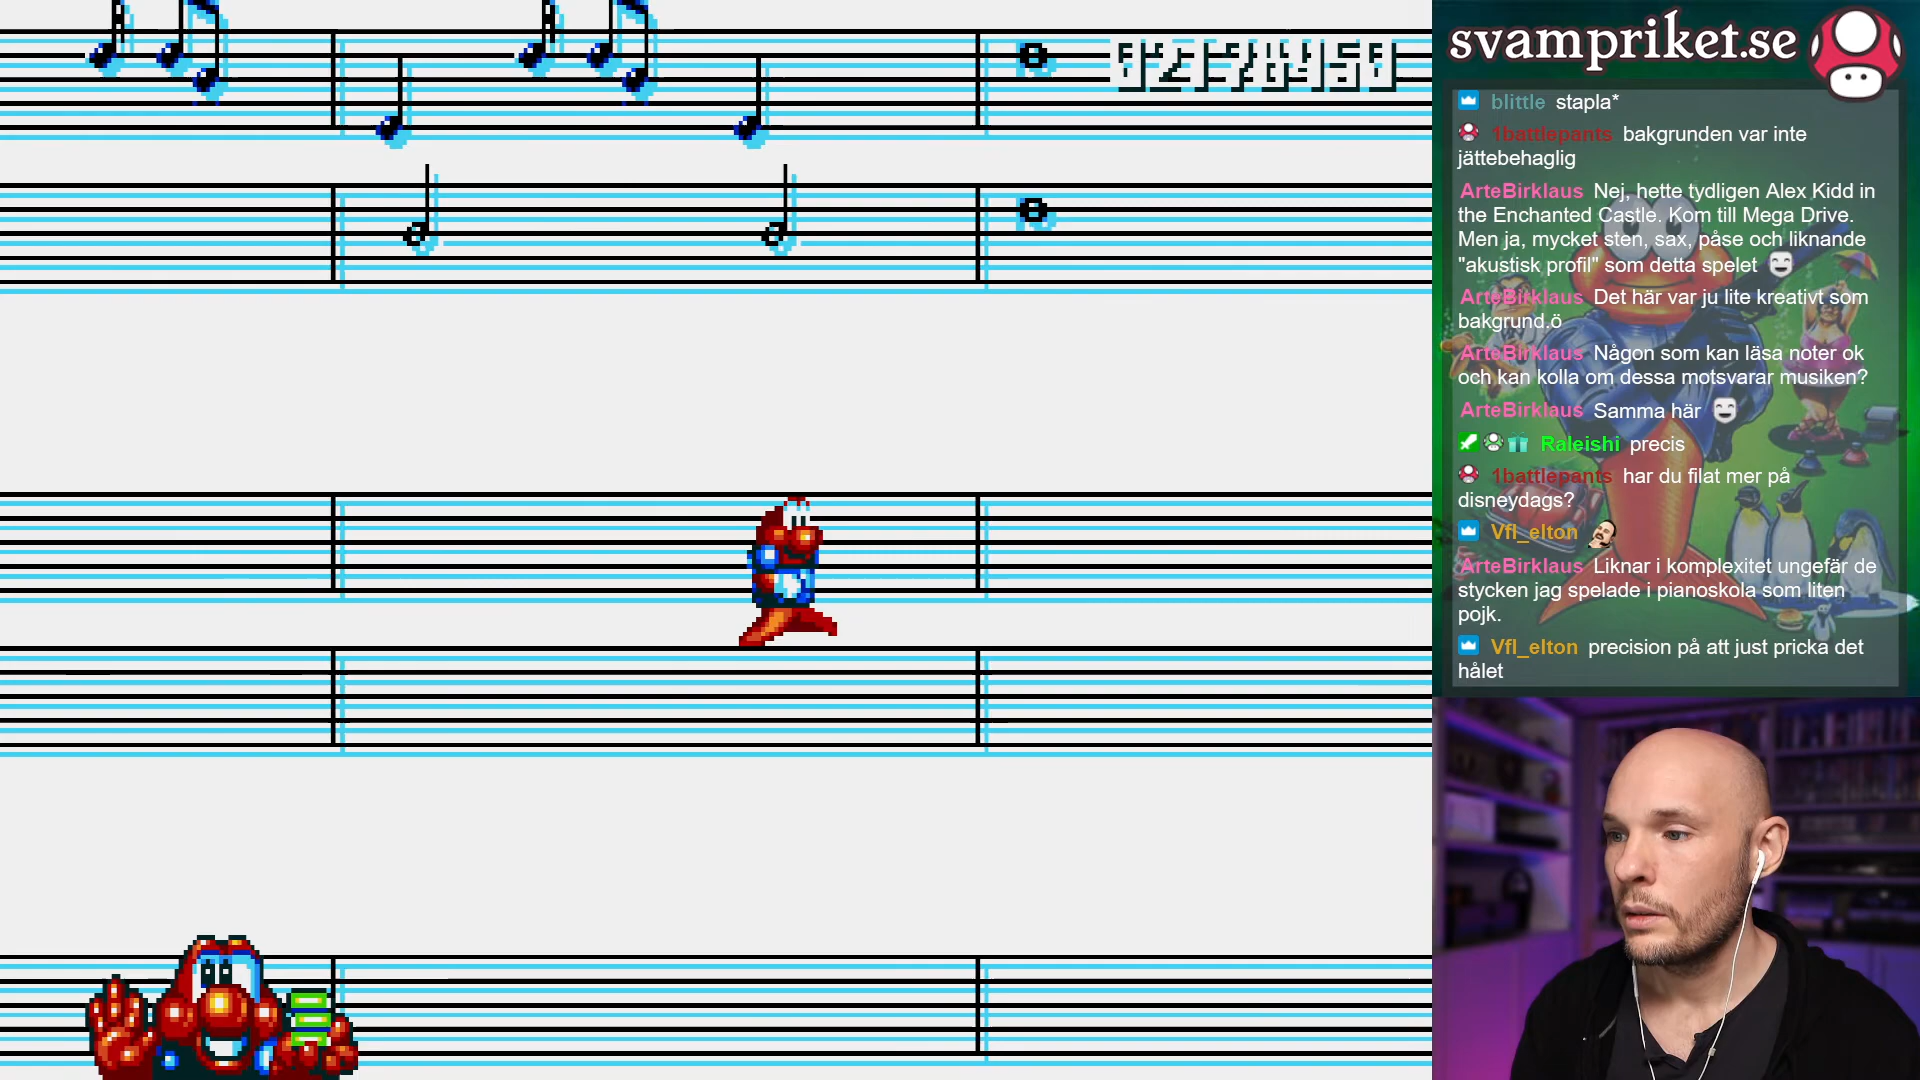 svampriket.se
blittle stapla*
1battlepants bakgrunden var inte
jättebehaglig
ArteBirklaus Nej, hette tydligen Alex Kidd in
the Enchanted Castle. Kom till Mega Drive.
Men ja, mycket sten, sax, påse och liknande
"akustisk profil" som detta spelet
ArteBirklaus Det här var ju lite kreativt som
bakgrund.ö
ArteBirklaus Någon som kan läsa noter ok
och kan kolla om dessa motsvarar musiken?
ArteBirklaus Samma här
Raleishi precis
1battlepants har du filat mer på
disneydags?
Vfl_elton
ArteBirklaus Liknar i komplexitet ungefär de
stycken jag spelade i pianoskola som liten
pojk.
Vfl_elton precision på att just pricka det
hålet